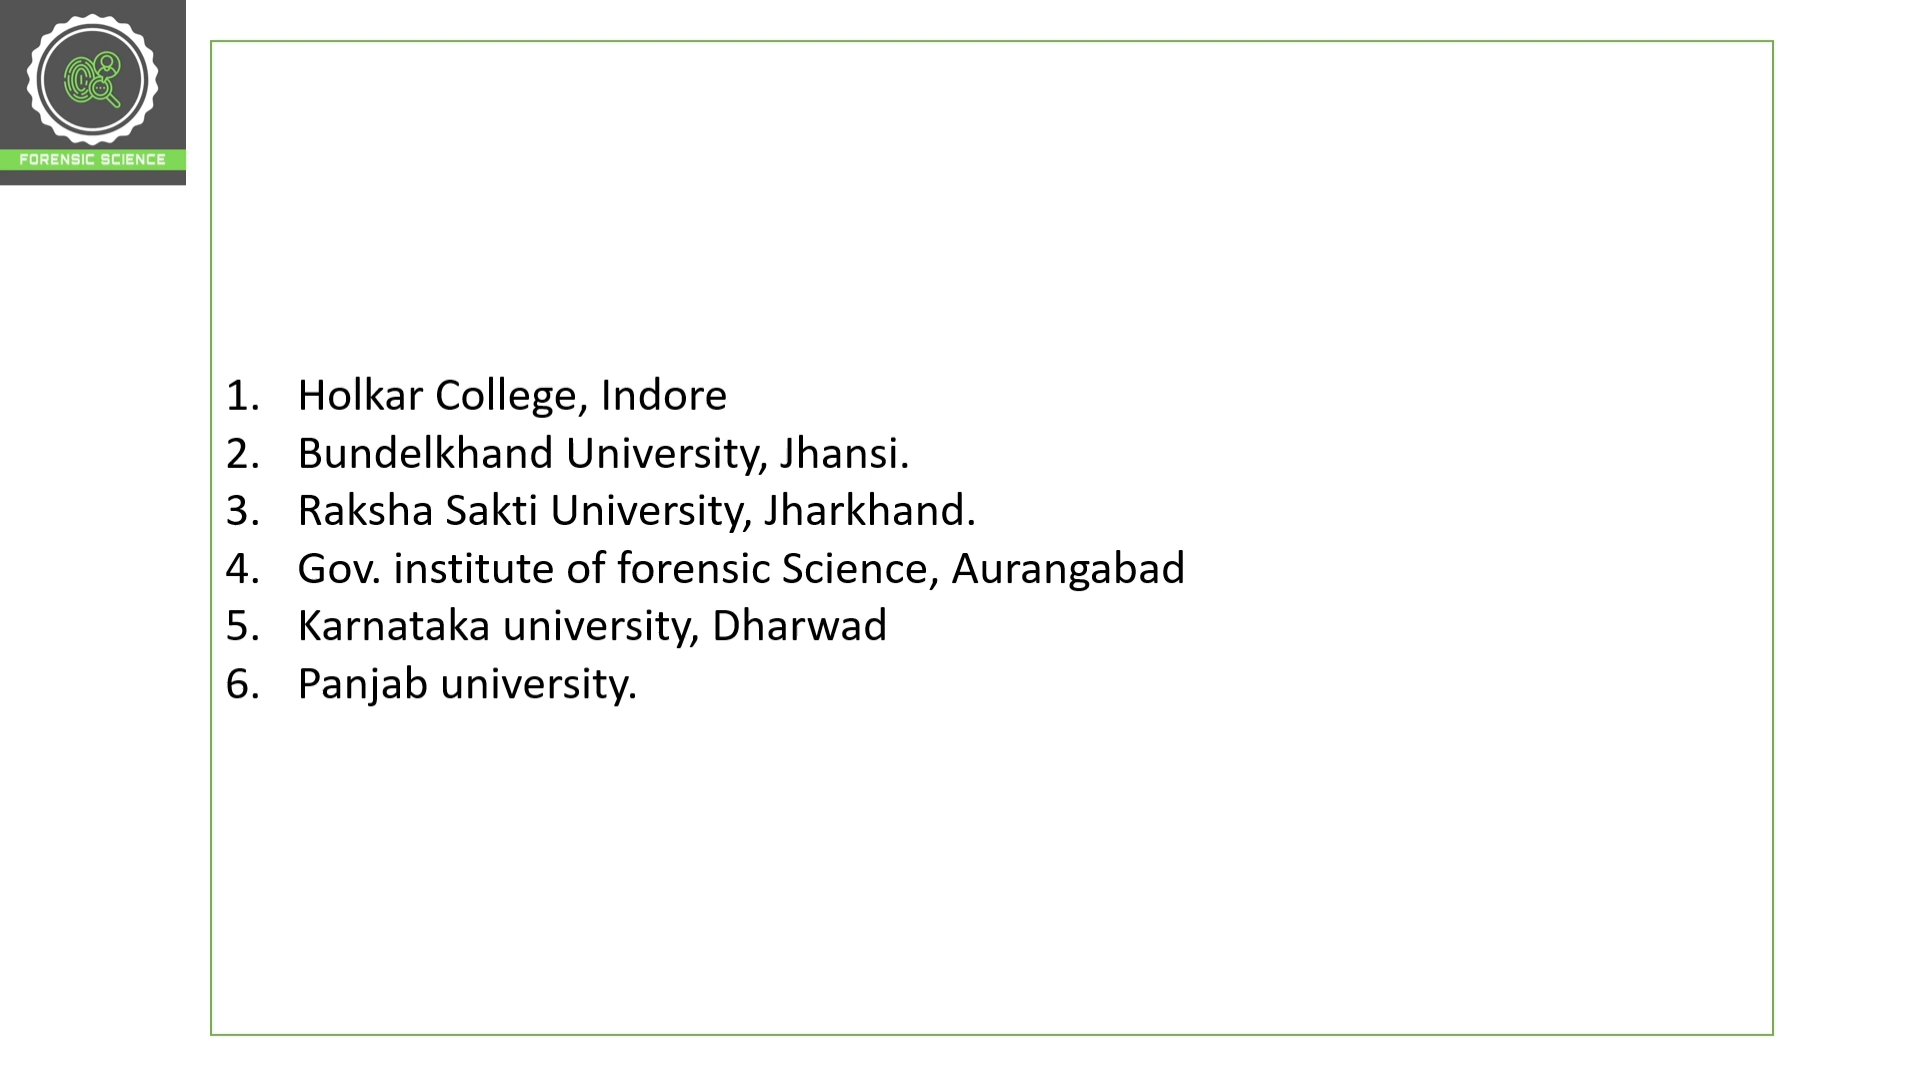 FORENSIC SCIENCE
1. Holkar College, Indore
2. Bundelkhand University, Jhansi.
3. Raksha Sakti University, Jharkhand.
4. Gov. institute of forensic Science, Aurangabad
5. Karnataka university, Dharwad
6. Panjab university.